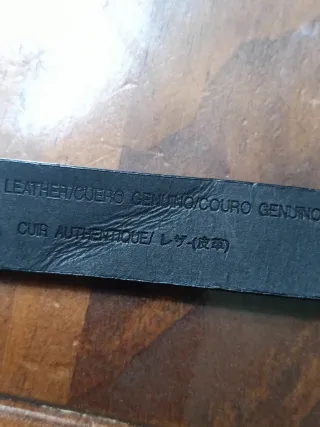 LEATHER/CUERO GENUINO/COURO GENUINO
CUIR AUTHENTIQUE/ レザー(皮革)